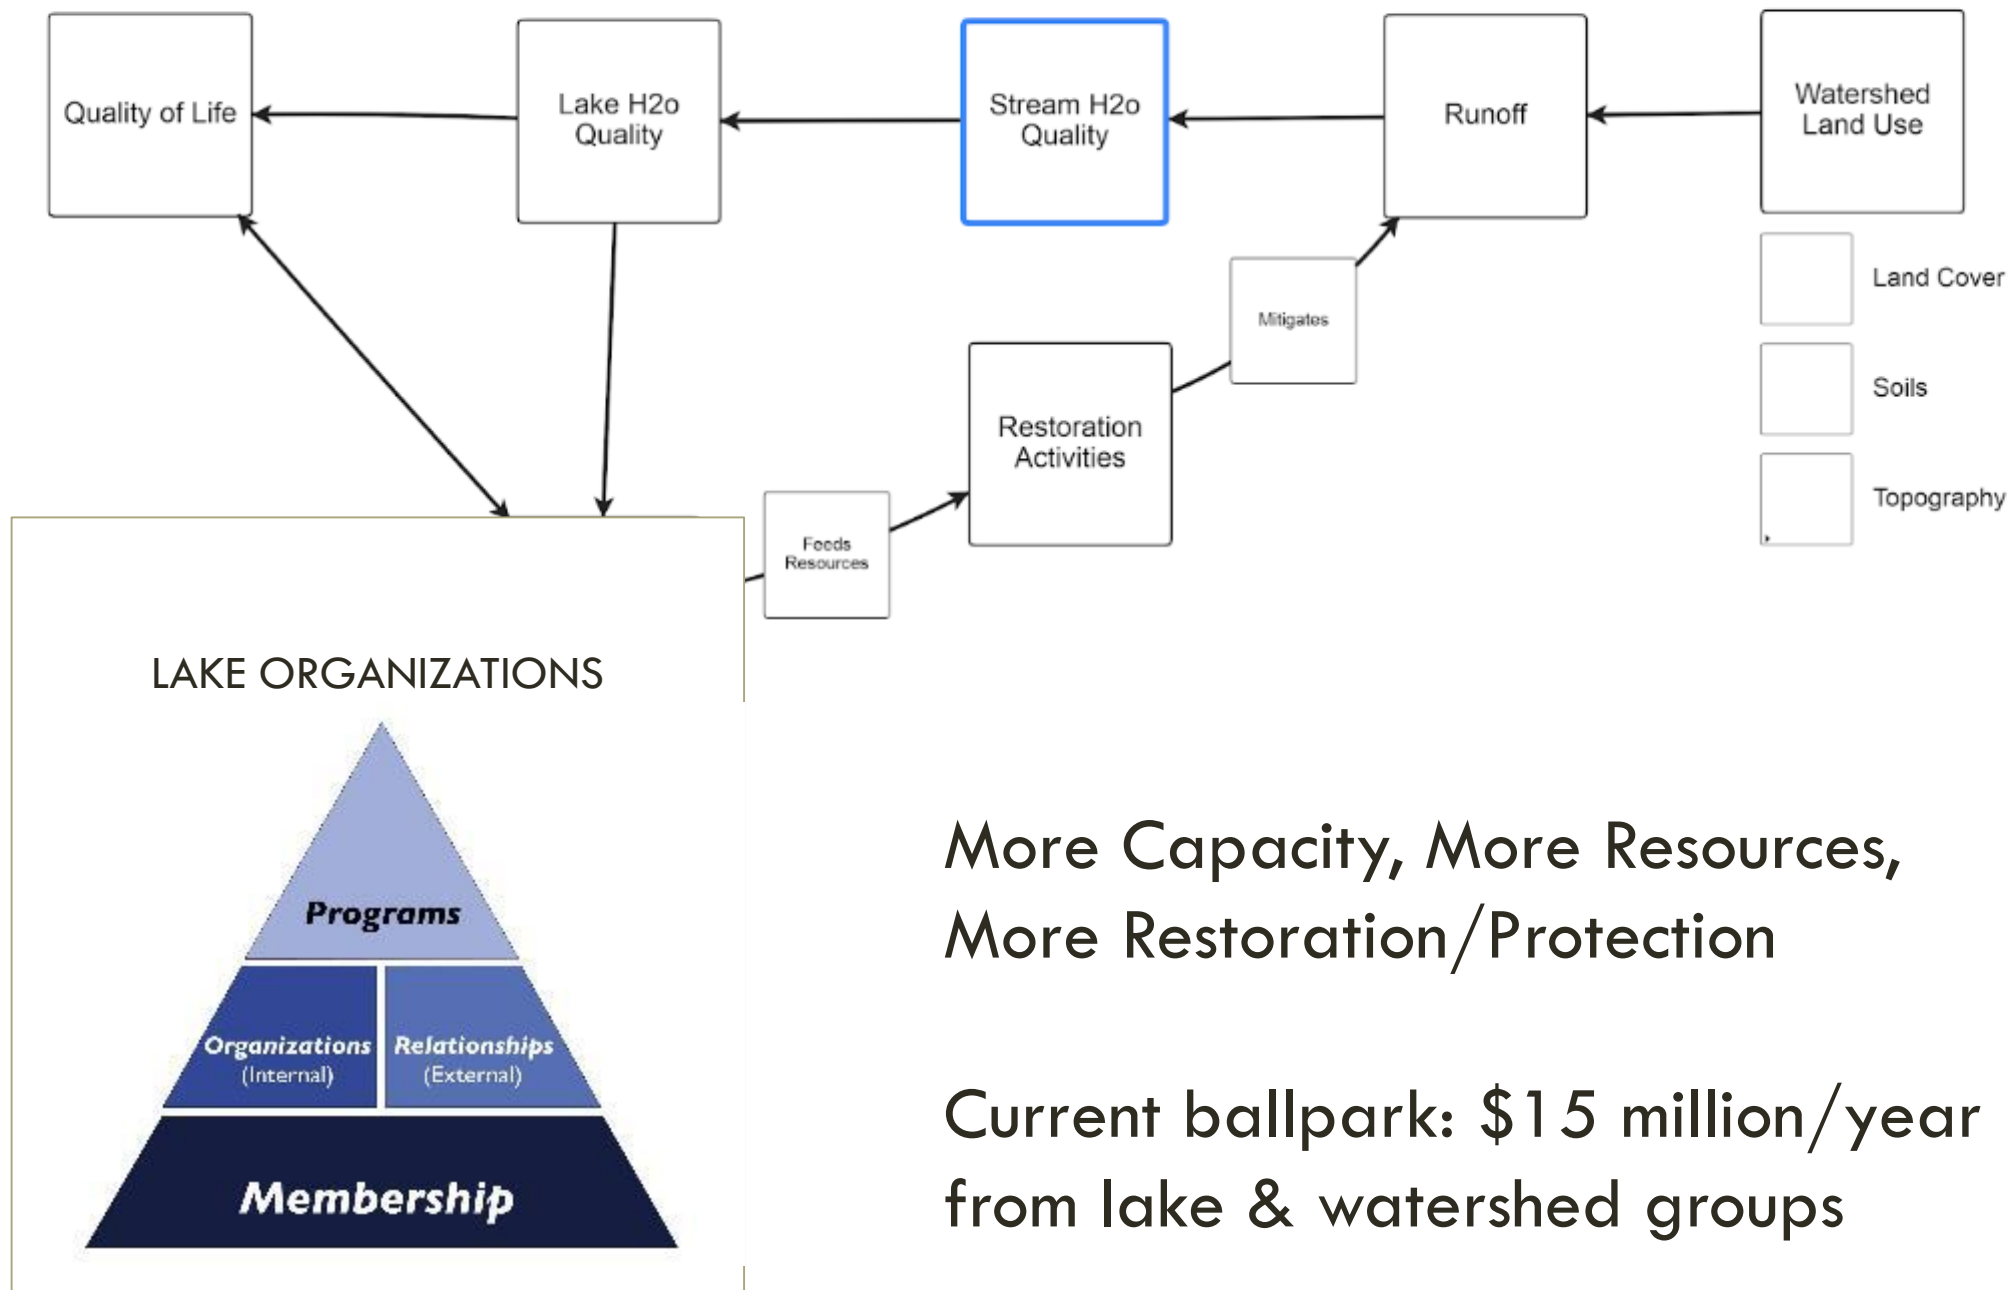 Quality of Life
Lake H2o
Quality
Stream H2o
Quality
Runoff
Watershed
Land Use
Land Cover
Soils
Topography
Mitigates
Restoration
Activities
Feeds
Resources
LAKE ORGANIZATIONS
Programs
Organizations
(Internal)
Relationships
(External)
Membership
More Capacity, More Resources,
More Restoration/Protection
Current ballpark: $15 million/year
from lake & watershed groups